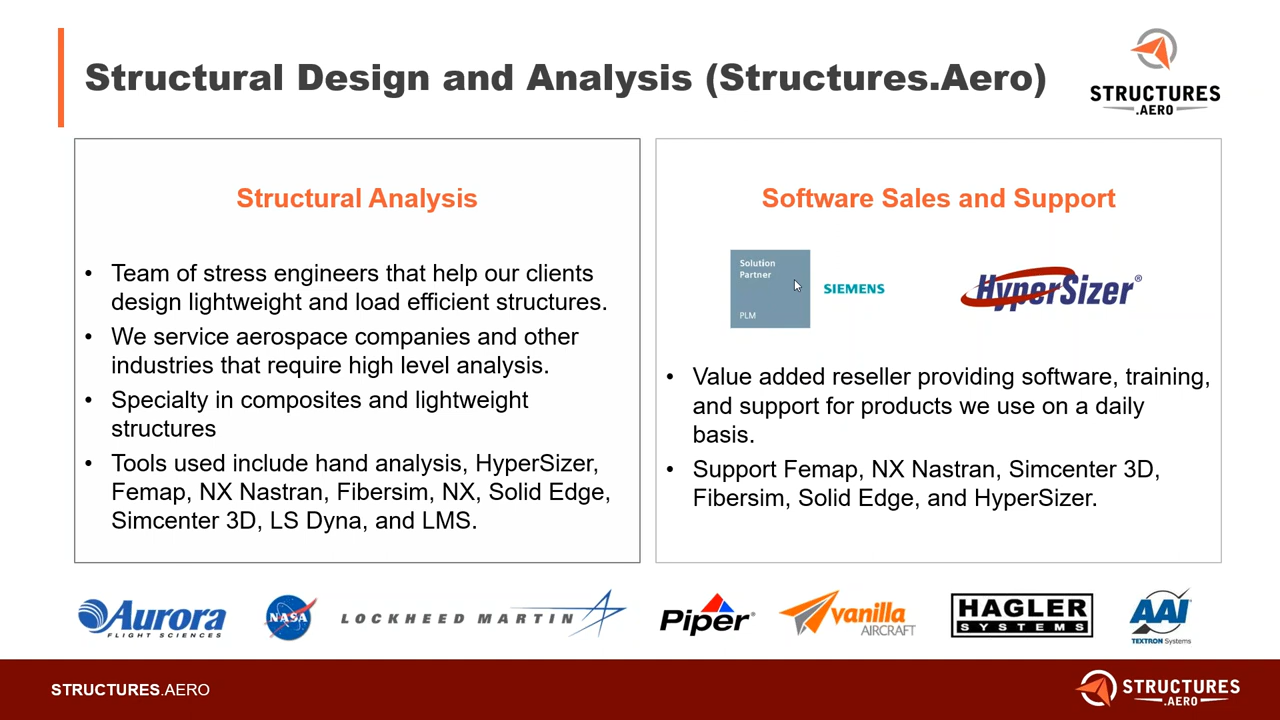 Structural Design and Analysis (Structures.Aero)
STRUCTURES
.AERO
Structural Analysis
• Team of stress engineers that help our clients
design lightweight and load efficient structures.
• We service aerospace companies and other
industries that require high level analysis.
• Specialty in composites and lightweight
structures
• Tools used include hand analysis, HyperSizer,
Femap, NX Nastran, Fibersim, NX, Solid Edge,
Simcenter 3D, LS Dyna, and LMS.
Software Sales and Support
Solution
Partner
PLM
SIEMENS
HyperSizer®
• Value added reseller providing software, training,
and support for products we use on a daily
basis.
• Support Femap, NX Nastran, Simcenter 3D,
Fibersim, Solid Edge, and HyperSizer.
Aurora
FLIGHT SCIENCES
NASA
LOCKHEED MARTIN
Piper®
vanilla
AIRCRAFT
HAGLER
SYSTEMS
AAI
TEXTRON Systems
STRUCTURES.AERO
STRUCTURES
.AERO